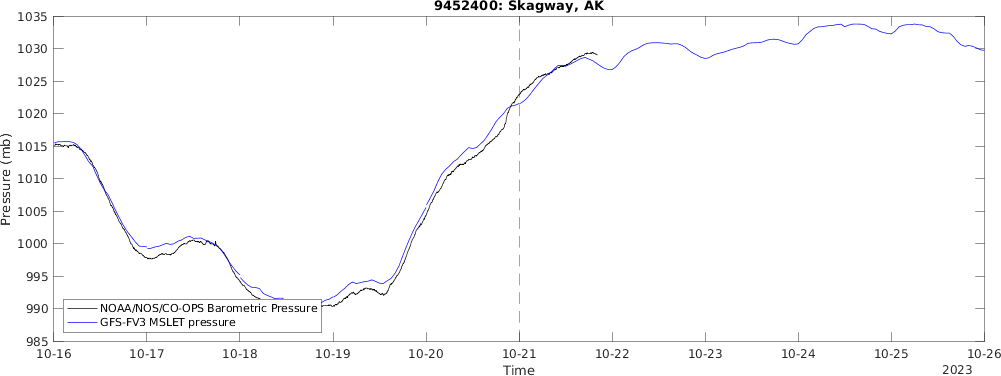 9452400: Skagway, AK
1035
1030
1025
1020
1015
1010
1005
1000
995
990
985
Pressure (mb)
NOAA/NOS/CO-OPS Barometric Pressure
GFS-FV3 MSLET pressure
10-16 10-17 10-18 10-19 10-20 10-21 10-22 10-23 10-24 10-25 10-26
Time
2023